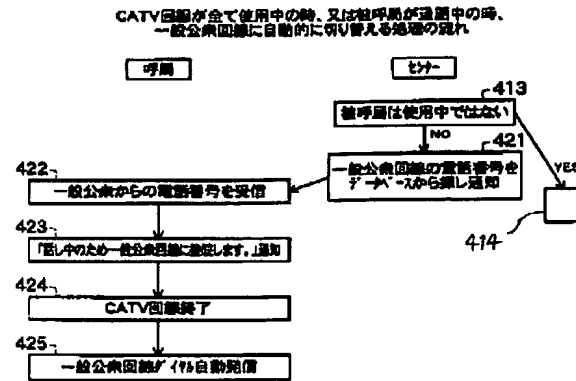 CATV回線が全て使用中の時、又は被呼局が通話中の時、
一般公衆回線に自動的に切り替える処理の流れ
呼局
センター
413
被呼局は使用中ではない
NO
421
YES
一般公衆回線の電話番号を
データベースから探し通知
414
422
一般公衆からの電話番号を受信
423
「話し中のため一般公衆回線に接続します。」通知
424
CATV回線終了
425
一般公衆回線ダイヤル自動発信